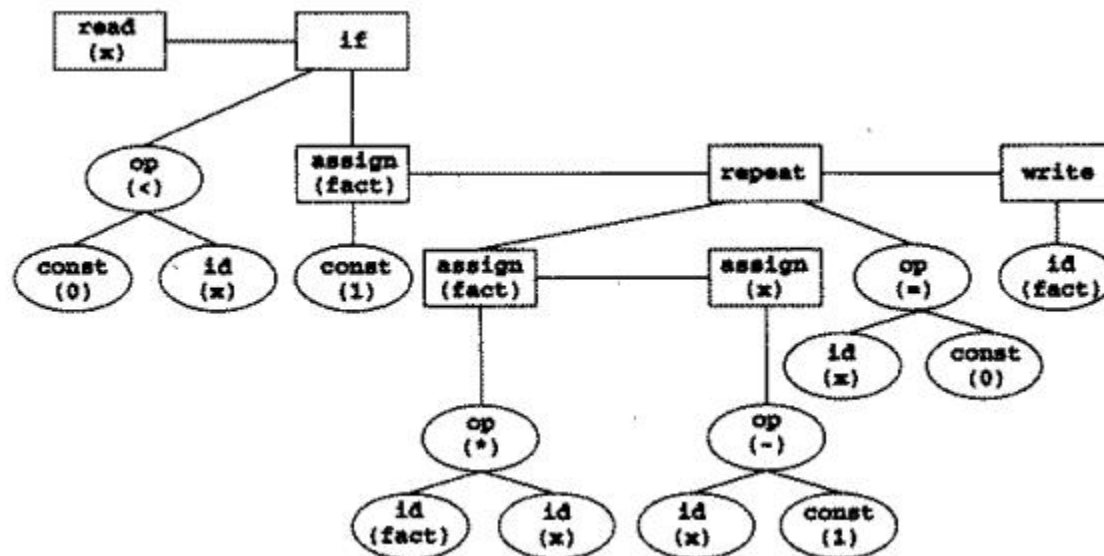 read
(x)
if
op
(<)
assign
(fact)
repeat
write
const
(0)
id
(x)
const
(1)
assign
(fact)
assign
(x)
op
(=)
id
(fact)
id
(x)
const
(0)
op
(*)
op
(-)
id
(fact)
id
(x)
id
(x)
const
(1)